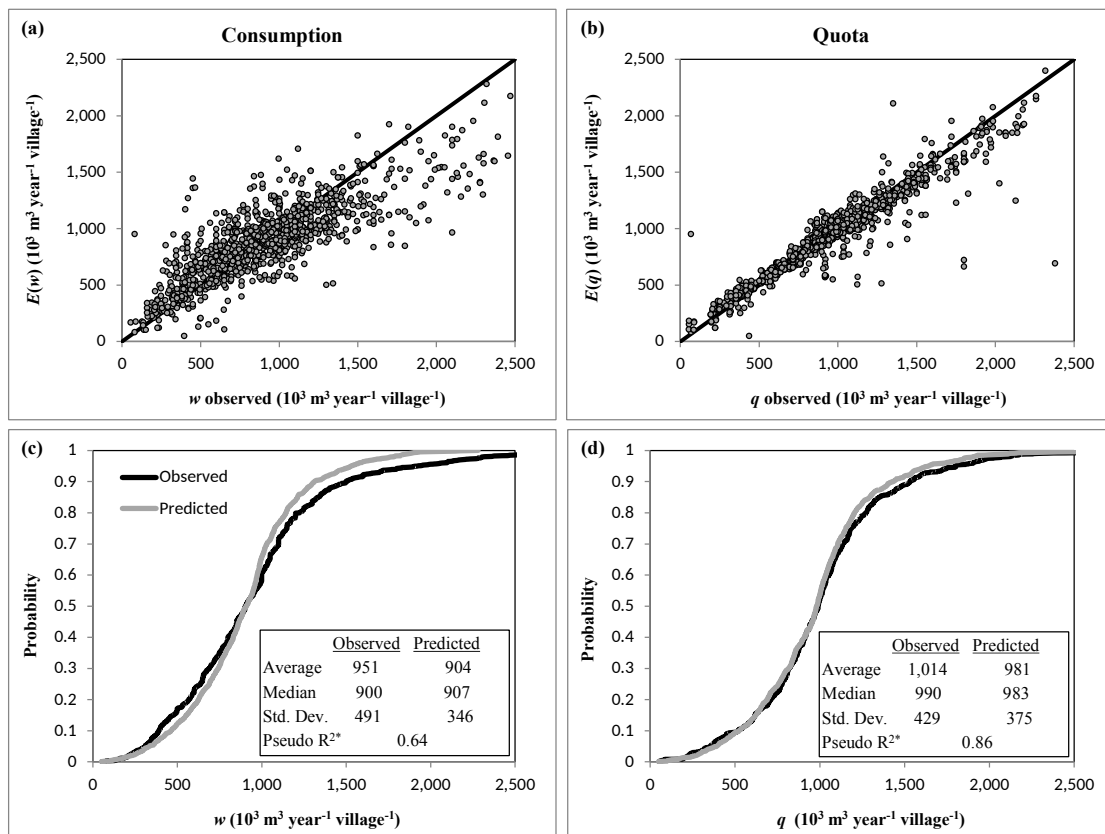 (a) Consumption
2,500
2,000
1,500
1,000
500
0
0 500 1,000 1,500 2,000 2,500
E(w) (10³ m³ year⁻¹ village⁻¹)
w observed (10³ m³ year⁻¹ village⁻¹)
(b) Quota
2,500
2,000
1,500
1,000
500
0
0 500 1,000 1,500 2,000 2,500
E(q) (10³ m³ year⁻¹ village⁻¹)
q observed (10³ m³ year⁻¹ village⁻¹)
(c)
1
0.9
0.8
0.7
0.6
0.5
0.4
0.3
0.2
0.1
0
Probability
Observed
Predicted
Observed Predicted
Average 951 904
Median 900 907
Std. Dev. 491 346
Pseudo R²* 0.64
0 500 1,000 1,500 2,000 2,500
w (10³ m³ year⁻¹ village⁻¹)
(d)
1
0.9
0.8
0.7
0.6
0.5
0.4
0.3
0.2
0.1
0
Probability
Observed Predicted
Average 1,014 981
Median 990 983
Std. Dev. 429 375
Pseudo R²* 0.86
0 500 1,000 1,500 2,000 2,500
q (10³ m³ year⁻¹ village⁻¹)